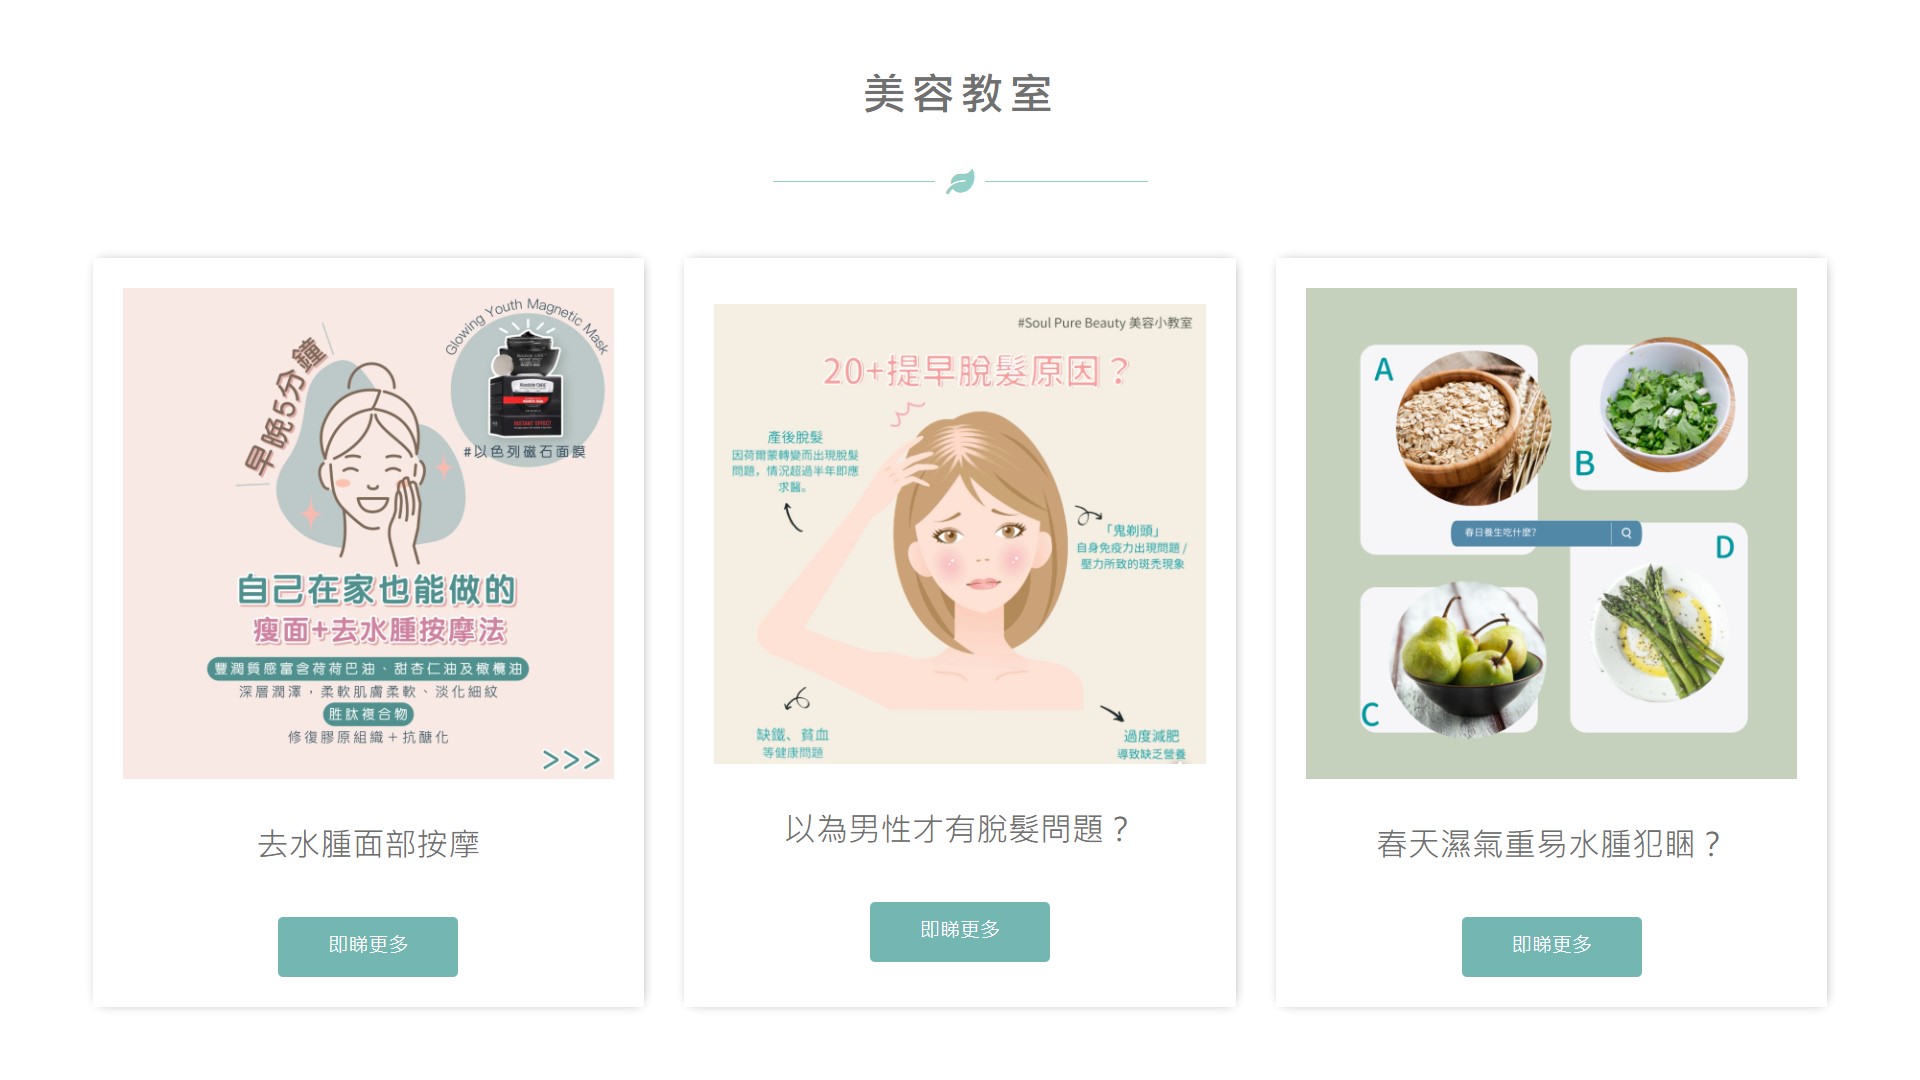 美容教室
Glowing Youth Magnetic Mask
#以色列磁石面膜
早晚5分鐘
自己在家也能做的
瘦面+去水腫按摩法
豐潤質感富含荷荷巴油、甜杏仁油及橄欖油
深層潤澤，柔軟肌膚柔軟、淡化細紋
胜肽複合物
修復膠原組織＋抗醣化
>>>
去水腫面部按摩
即睇更多
#Soul Pure Beauty 美容小教室
20+提早脫髮原因？
產後脫髮
因荷爾蒙轉變而出現脫髮
問題，情況超過半年即應
求醫。
「鬼剃頭」
自身免疫力出現問題 /
壓力所致的斑禿現象
缺鐵、貧血
等健康問題
過度減肥
導致缺乏營養
以為男性才有脫髮問題？
即睇更多
A
B
春日養生吃什麼?
D
C
春天濕氣重易水腫犯睏？
即睇更多